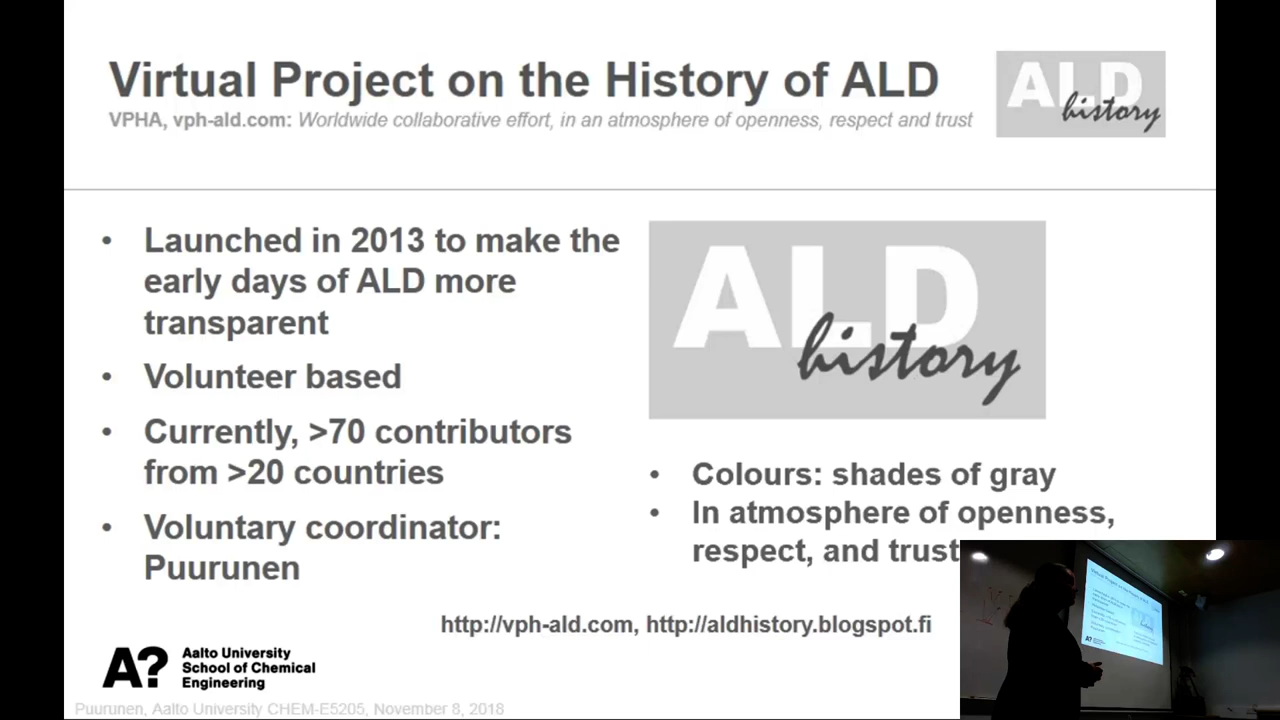 Virtual Project on the History of ALD
VPHA, vph-ald.com: Worldwide collaborative effort, in an atmosphere of openness, respect and trust
ALD
history
• Launched in 2013 to make the
early days of ALD more
transparent
• Volunteer based
• Currently, >70 contributors
from >20 countries
• Voluntary coordinator:
Puurunen
ALD
history
• Colours: shades of gray
• In atmosphere of openness,
respect, and trust
http://vph-ald.com, http://aldhistory.blogspot.fi
A?
Aalto University
School of Chemical
Engineering
Puurunen, Aalto University CHEM-E5205, November 8, 2018